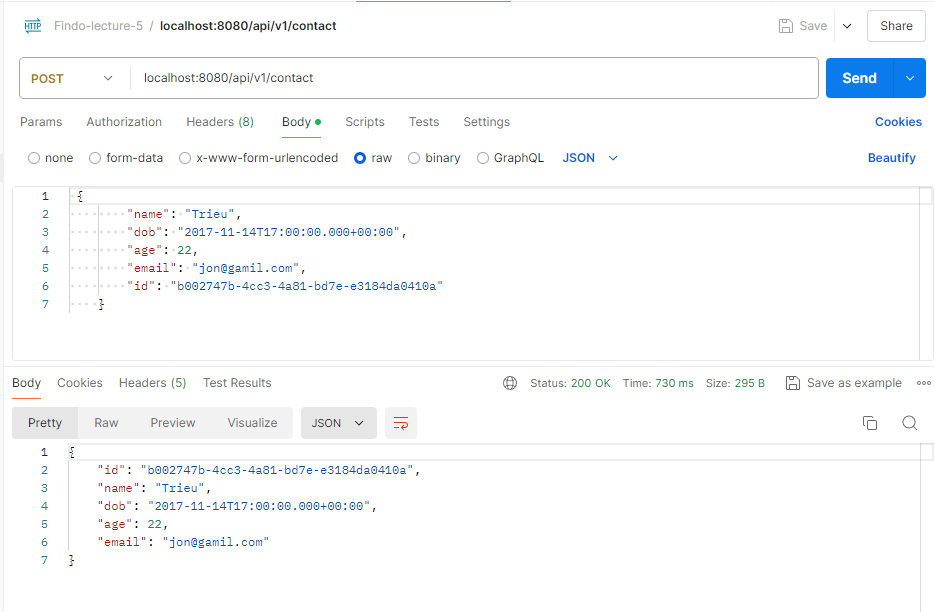 HTTP Findo-lecture-5 / localhost:8080/api/v1/contact Save Share
POST localhost:8080/api/v1/contact Send
Params Authorization Headers (8) Body Scripts Tests Settings Cookies
none form-data x-www-form-urlencoded raw binary GraphQL JSON Beautify
1 {
2 "name": "Trieu",
3 "dob": "2017-11-14T17:00:00.000+00:00",
4 "age": 22,
5 "email": "jon@gamil.com",
6 "id": "b002747b-4cc3-4a81-bd7e-e3184da0410a"
7 }
Body Cookies Headers (5) Test Results Status: 200 OK Time: 730 ms Size: 295 B Save as example
Pretty Raw Preview Visualize JSON
1 {
2 "id": "b002747b-4cc3-4a81-bd7e-e3184da0410a",
3 "name": "Trieu",
4 "dob": "2017-11-14T17:00:00.000+00:00",
5 "age": 22,
6 "email": "jon@gamil.com"
7 }